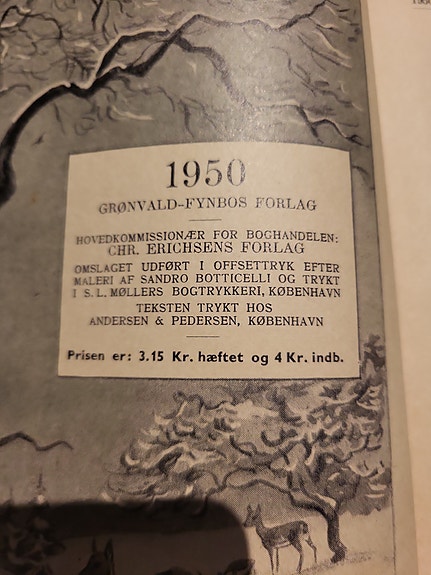 1950
GRØNVALD-FYNBOS FORLAG
HOVEDKOMMISSIONÆR FOR BOGHANDELEN:
CHR. ERICHSENS FORLAG
OMSLAGET UDFØRT I OFFSETTRYK EFTER
MALERI AF SANDRO BOTTICELLI OG TRYKT
I S. L. MØLLERS BOGTRYKKERI, KØBENHAVN
TEKSTEN TRYKT HOS
ANDERSEN & PEDERSEN, KØBENHAVN
Prisen er: 3.15 Kr. hæftet og 4 Kr. indb.